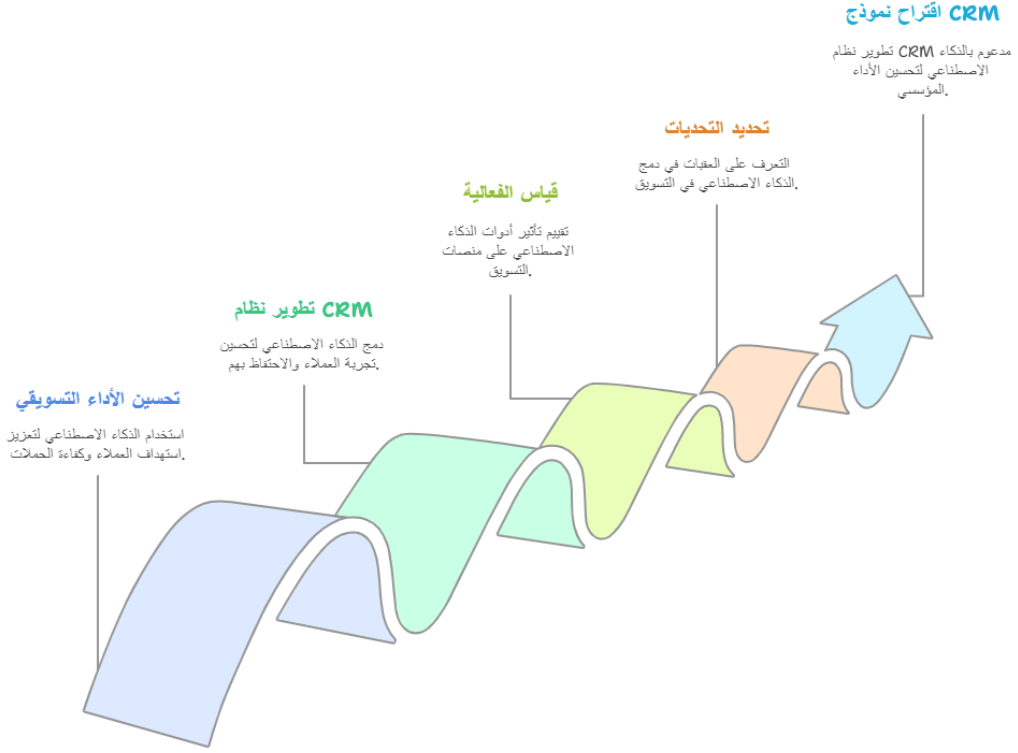 اقتراح نموذج CRM
مدعوم بالذكاء CRM تطوير نظام
الاصطناعي لتحسين الأداء
المؤسسي.
تحديد التحديات
التعرف على العقبات في دمج
الذكاء الاصطناعي في التسويق.
قياس الفعالية
تقييم تأثير أدوات الذكاء
الاصطناعي على منصات
التسويق.
تطوير نظام CRM
دمج الذكاء الاصطناعي لتحسين
تجربة العملاء والاحتفاظ بهم.
تحسين الأداء التسويقي
استخدام الذكاء الاصطناعي لتعزيز
استهداف العملاء وكفاءة الحملات.